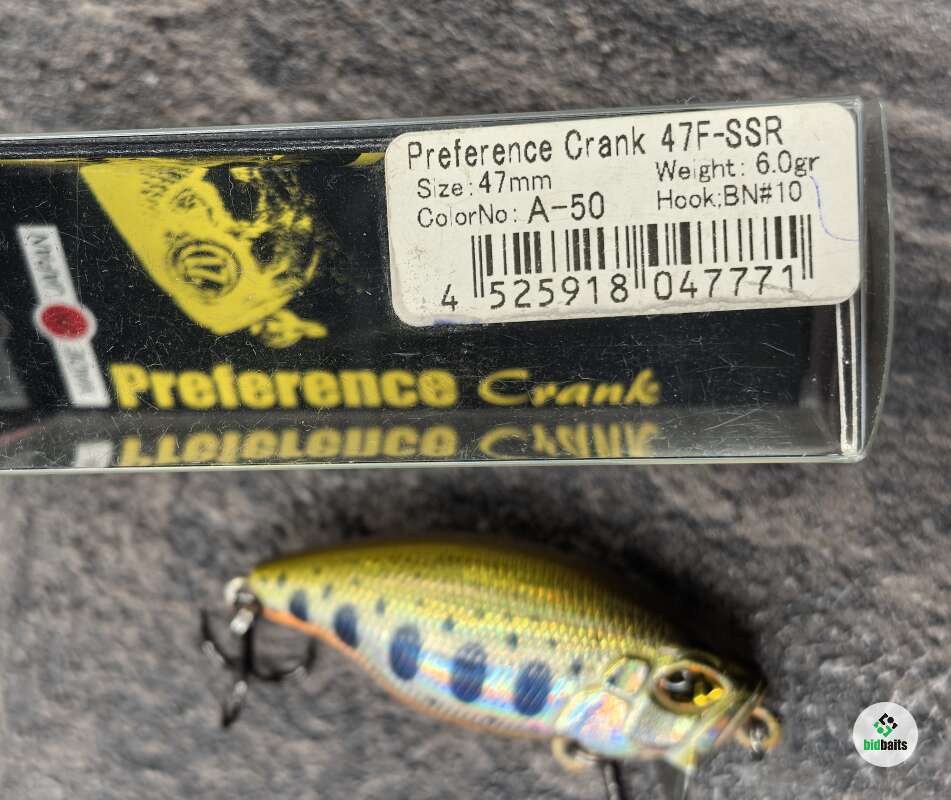 Preference Crank 47F-SSR
Size:47mm Weight: 6.0gr
ColorNo: A-50 Hook:BN#10
4 525918 047771
Preference Crank
bidbaits